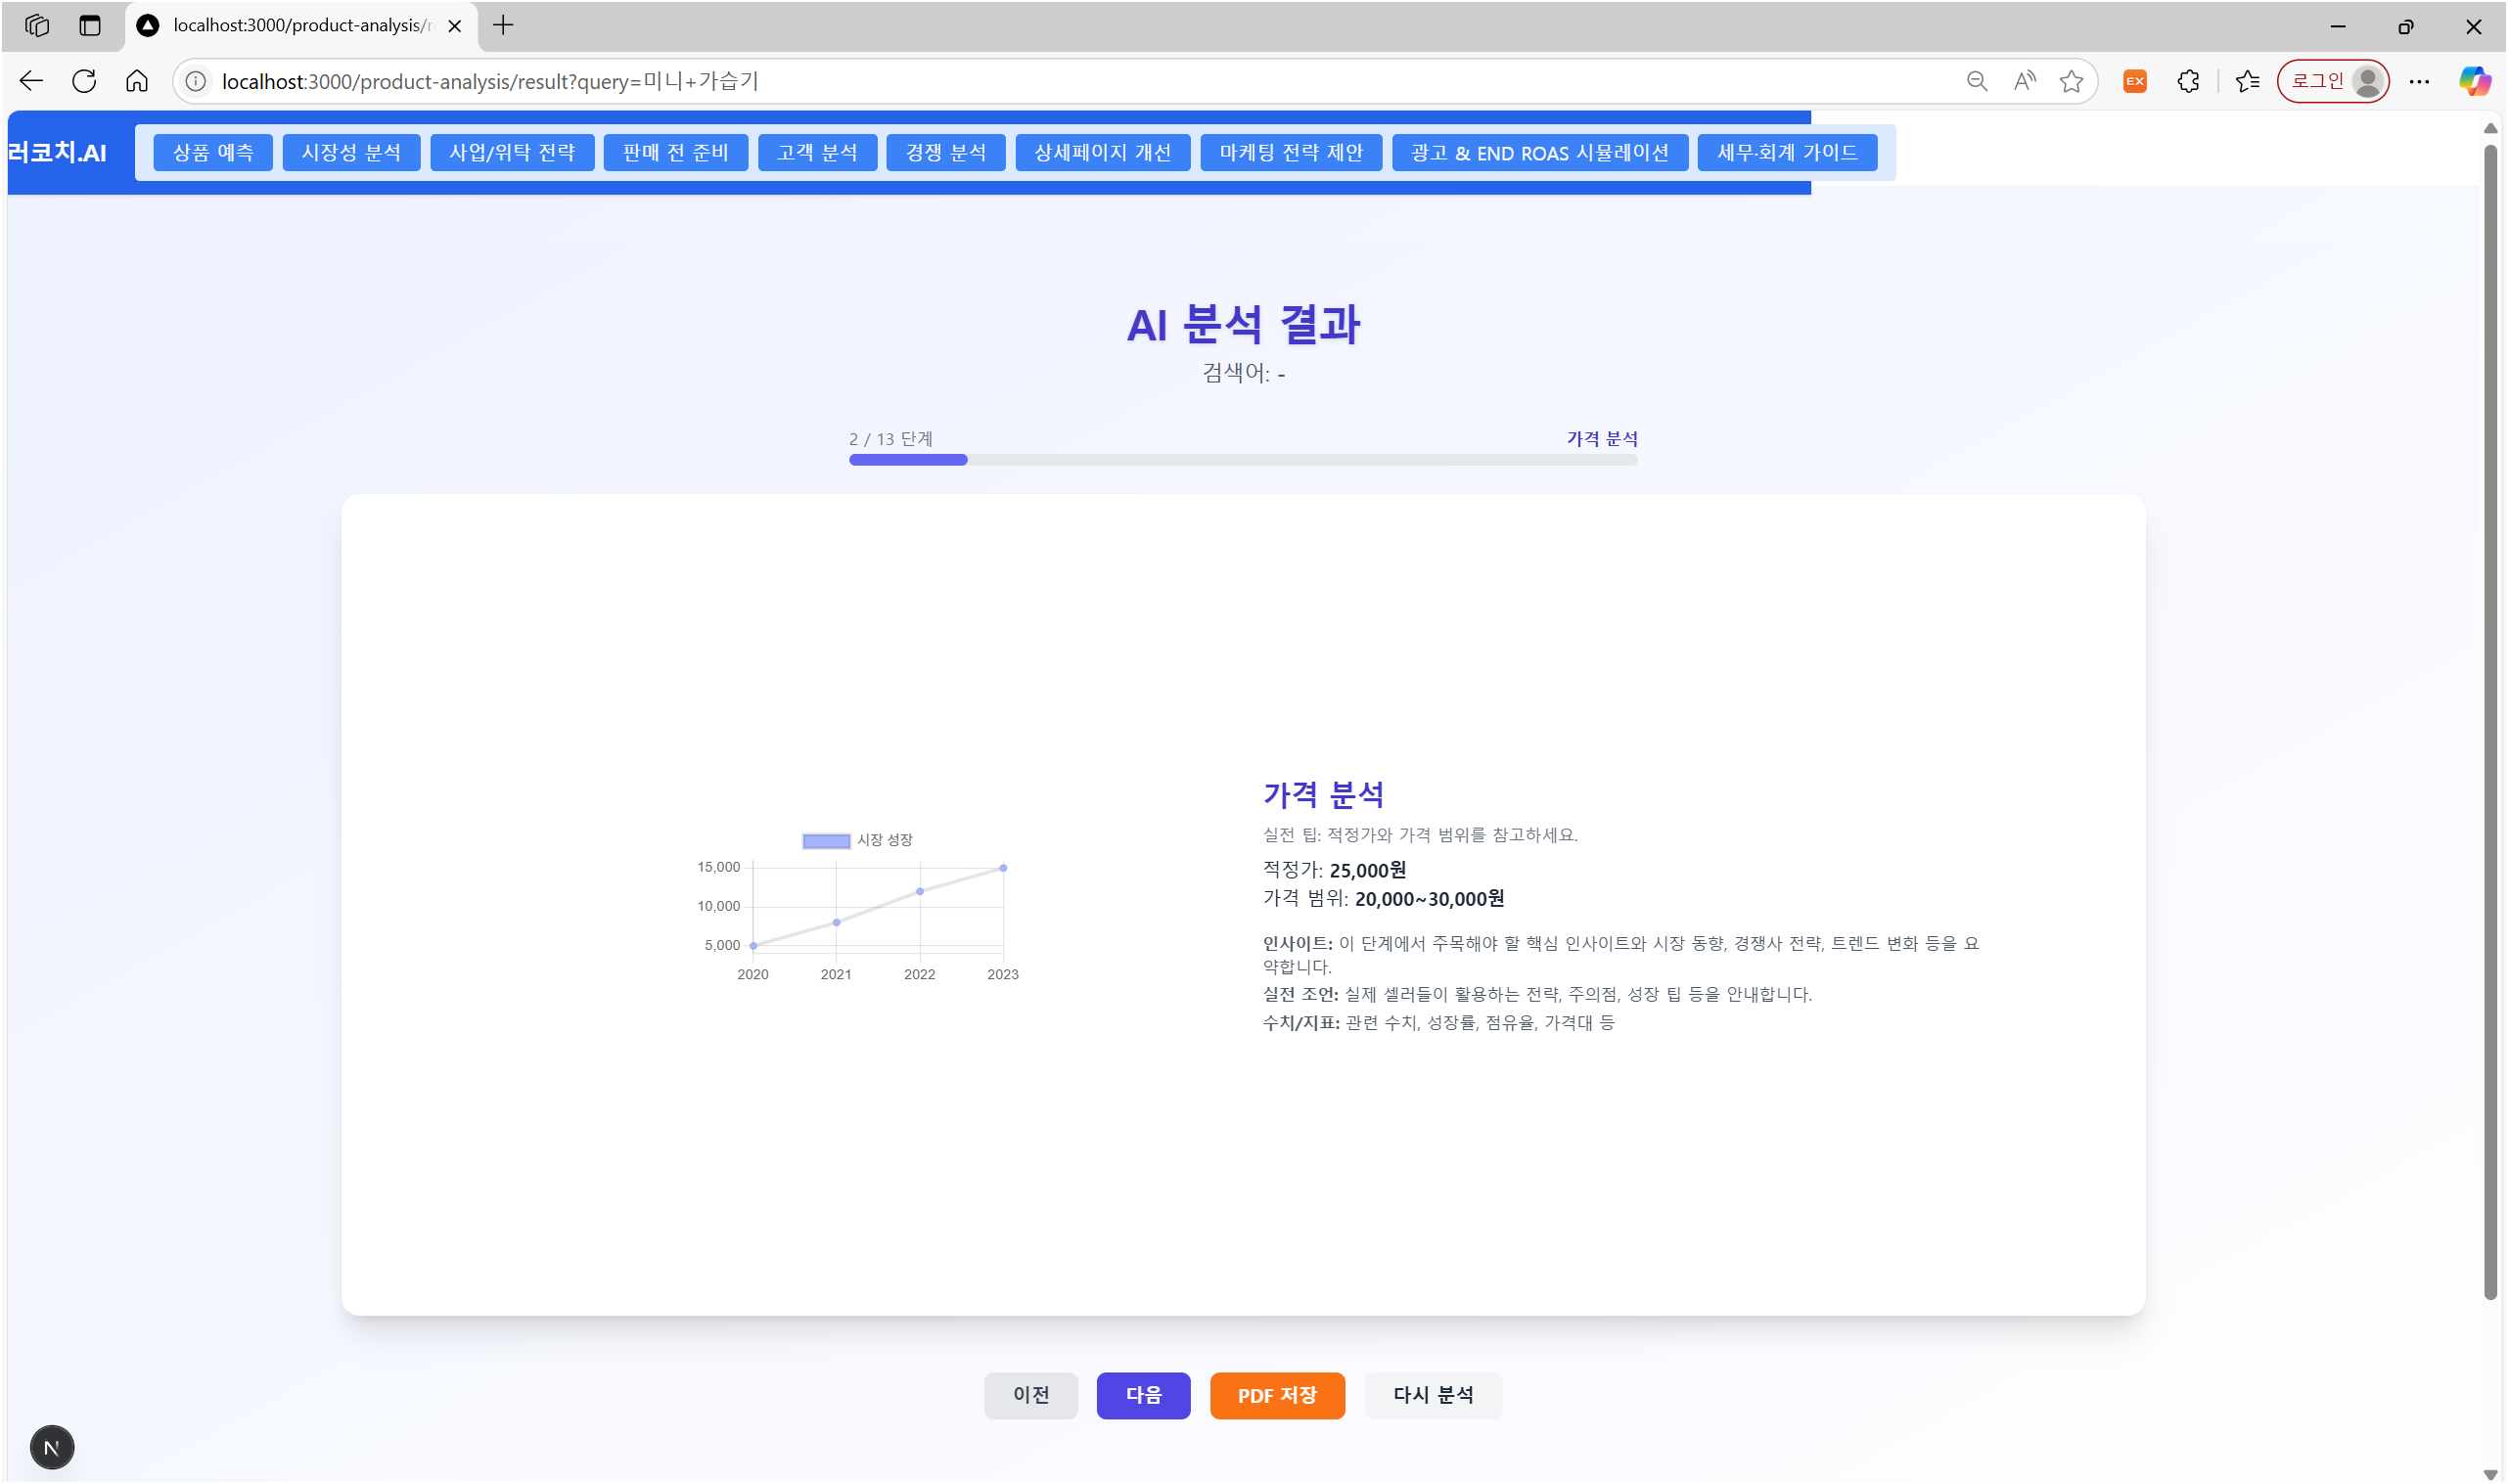 localhost:3000/product-analysis/r
localhost:3000/product-analysis/result?query=미니+가습기
EX
로그인
러코치.AI
상품 예측
시장성 분석
사업/위탁 전략
판매 전 준비
고객 분석
경쟁 분석
상세페이지 개선
마케팅 전략 제안
광고 & END ROAS 시뮬레이션
세무·회계 가이드
AI 분석 결과
검색어: -
2 / 13 단계
가격 분석
시장 성장
15,000
10,000
5,000
2020 2021 2022 2023
가격 분석
실전 팁: 적정가와 가격 범위를 참고하세요.
적정가: 25,000원
가격 범위: 20,000~30,000원
인사이트: 이 단계에서 주목해야 할 핵심 인사이트와 시장 동향, 경쟁사 전략, 트렌드 변화 등을 요
약합니다.
실전 조언: 실제 셀러들이 활용하는 전략, 주의점, 성장 팁 등을 안내합니다.
수치/지표: 관련 수치, 성장률, 점유율, 가격대 등
이전
다음
PDF 저장
다시 분석
N